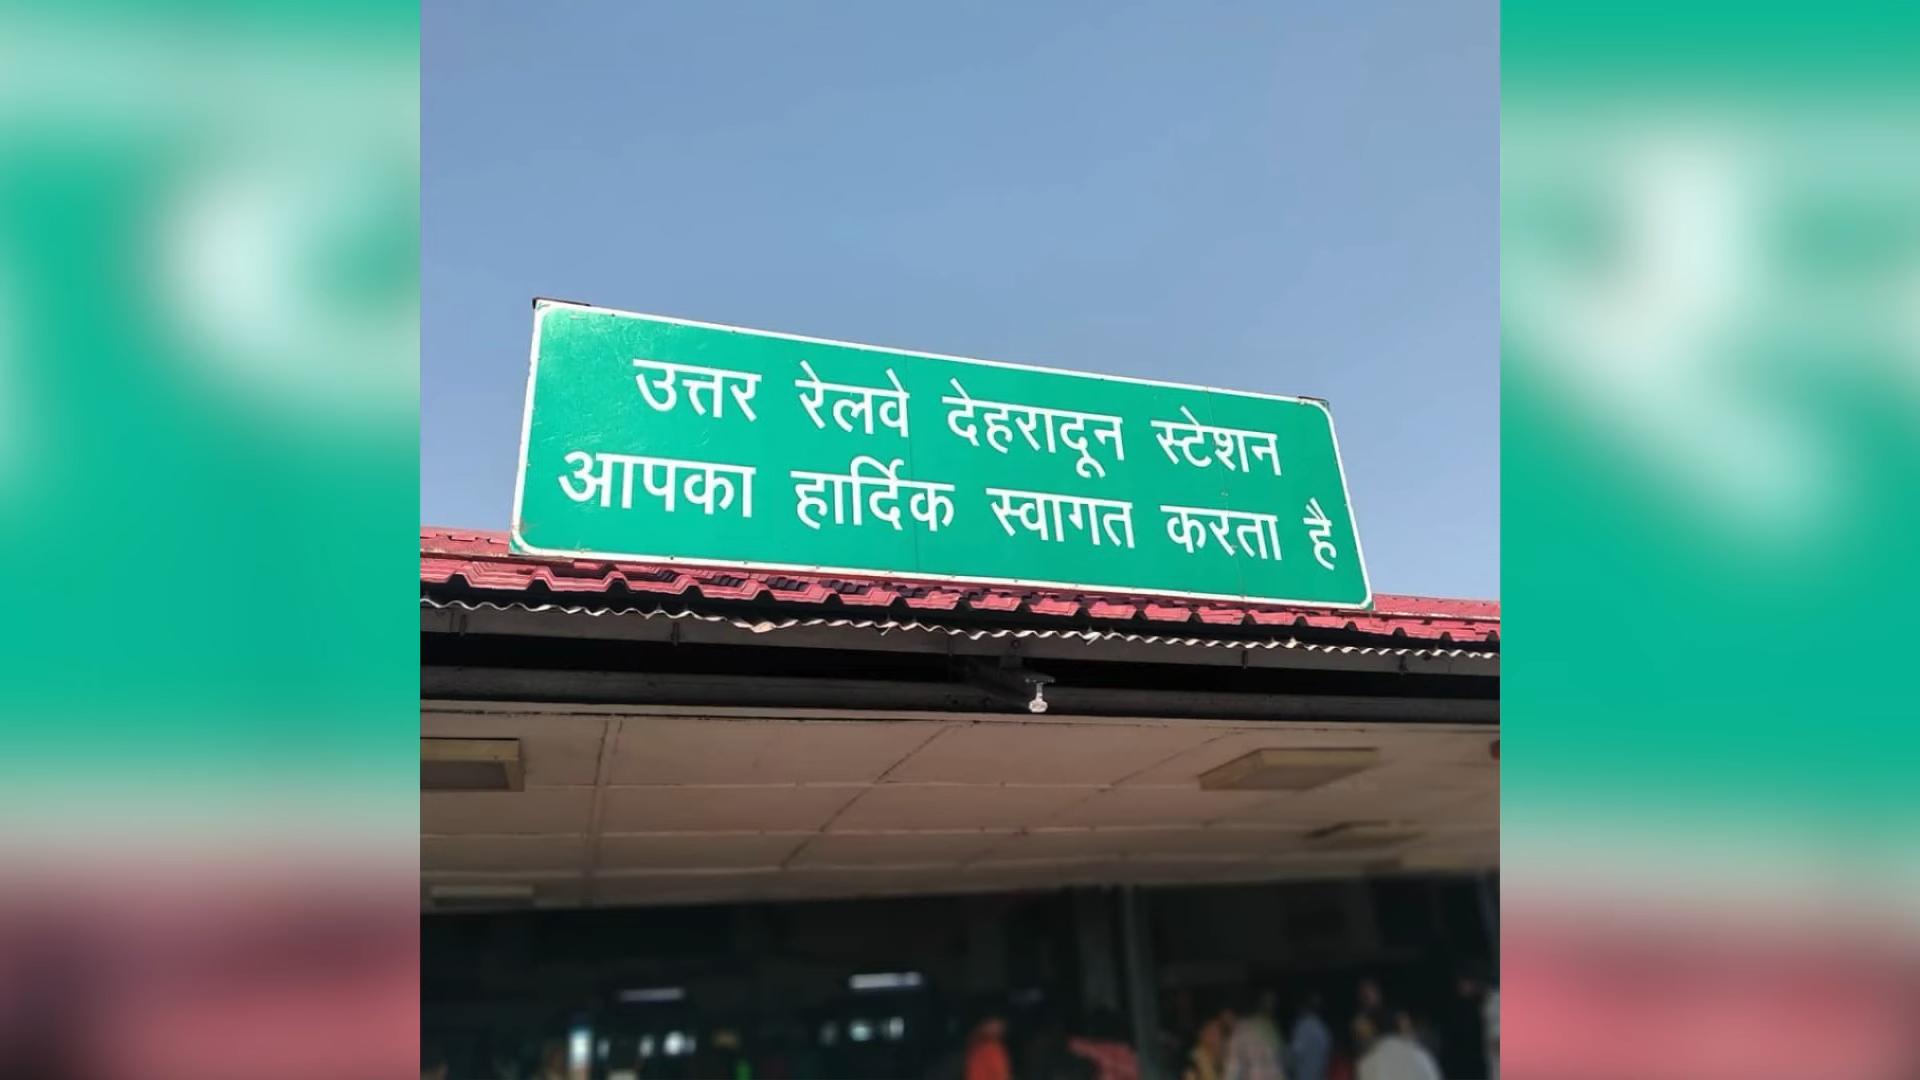 उत्तर रेलवे देहरादून स्टेशन
आपका हार्दिक स्वागत करता है